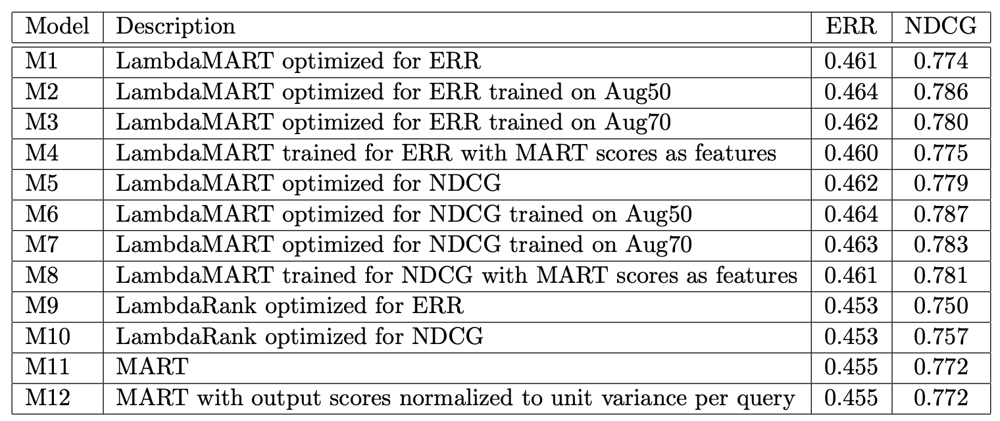 Model Description ERR NDCG
M1 LambdaMART optimized for ERR 0.461 0.774
M2 LambdaMART optimized for ERR trained on Aug50 0.464 0.786
M3 LambdaMART optimized for ERR trained on Aug70 0.462 0.780
M4 LambdaMART trained for ERR with MART scores as features 0.460 0.775
M5 LambdaMART optimized for NDCG 0.462 0.779
M6 LambdaMART optimized for NDCG trained on Aug50 0.464 0.787
M7 LambdaMART optimized for NDCG trained on Aug70 0.463 0.783
M8 LambdaMART trained for NDCG with MART scores as features 0.461 0.781
M9 LambdaRank optimized for ERR 0.453 0.750
M10 LambdaRank optimized for NDCG 0.453 0.757
M11 MART 0.455 0.772
M12 MART with output scores normalized to unit variance per query 0.455 0.772